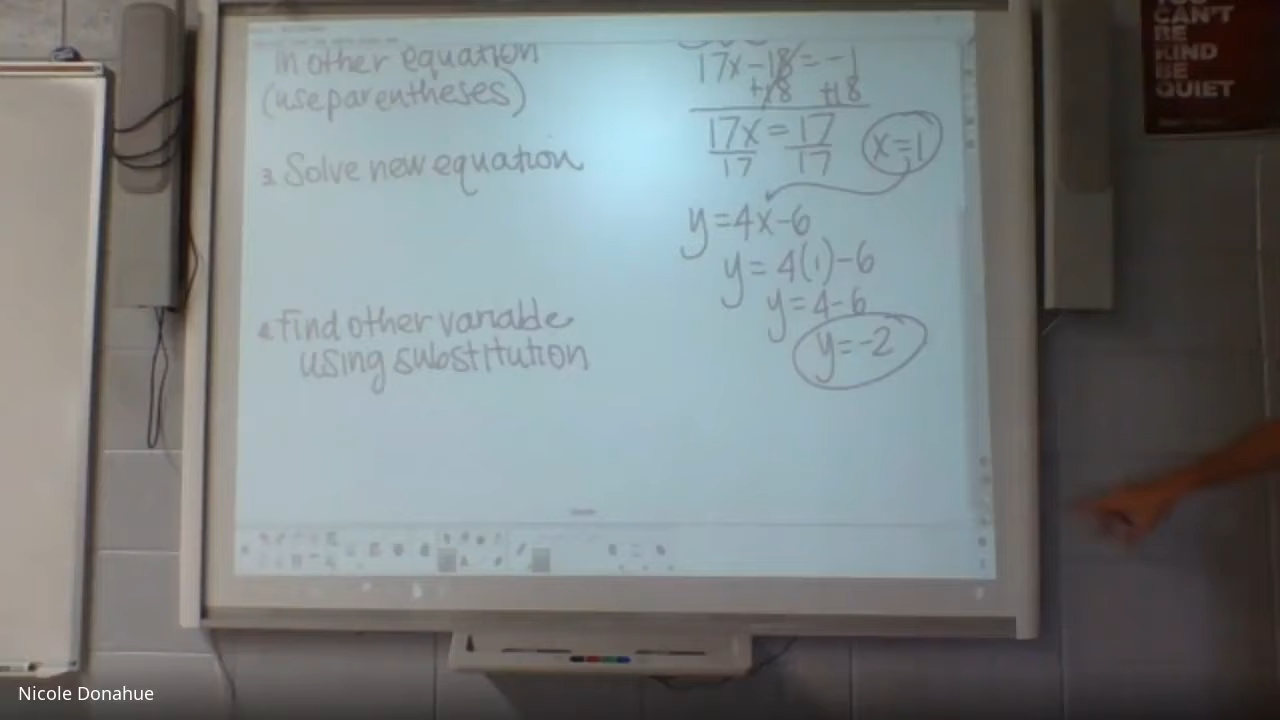 in other equation
(use parentheses)
3. Solve new equation
4. Find other variable
using substitution
17x-18=-1
+18 +18
17x=17
17 17
x=1
y=4x-6
y=4(1)-6
y=4-6
y=-2
YOU
CAN'T
BE
KIND
BE
QUIET
Nicole Donahue